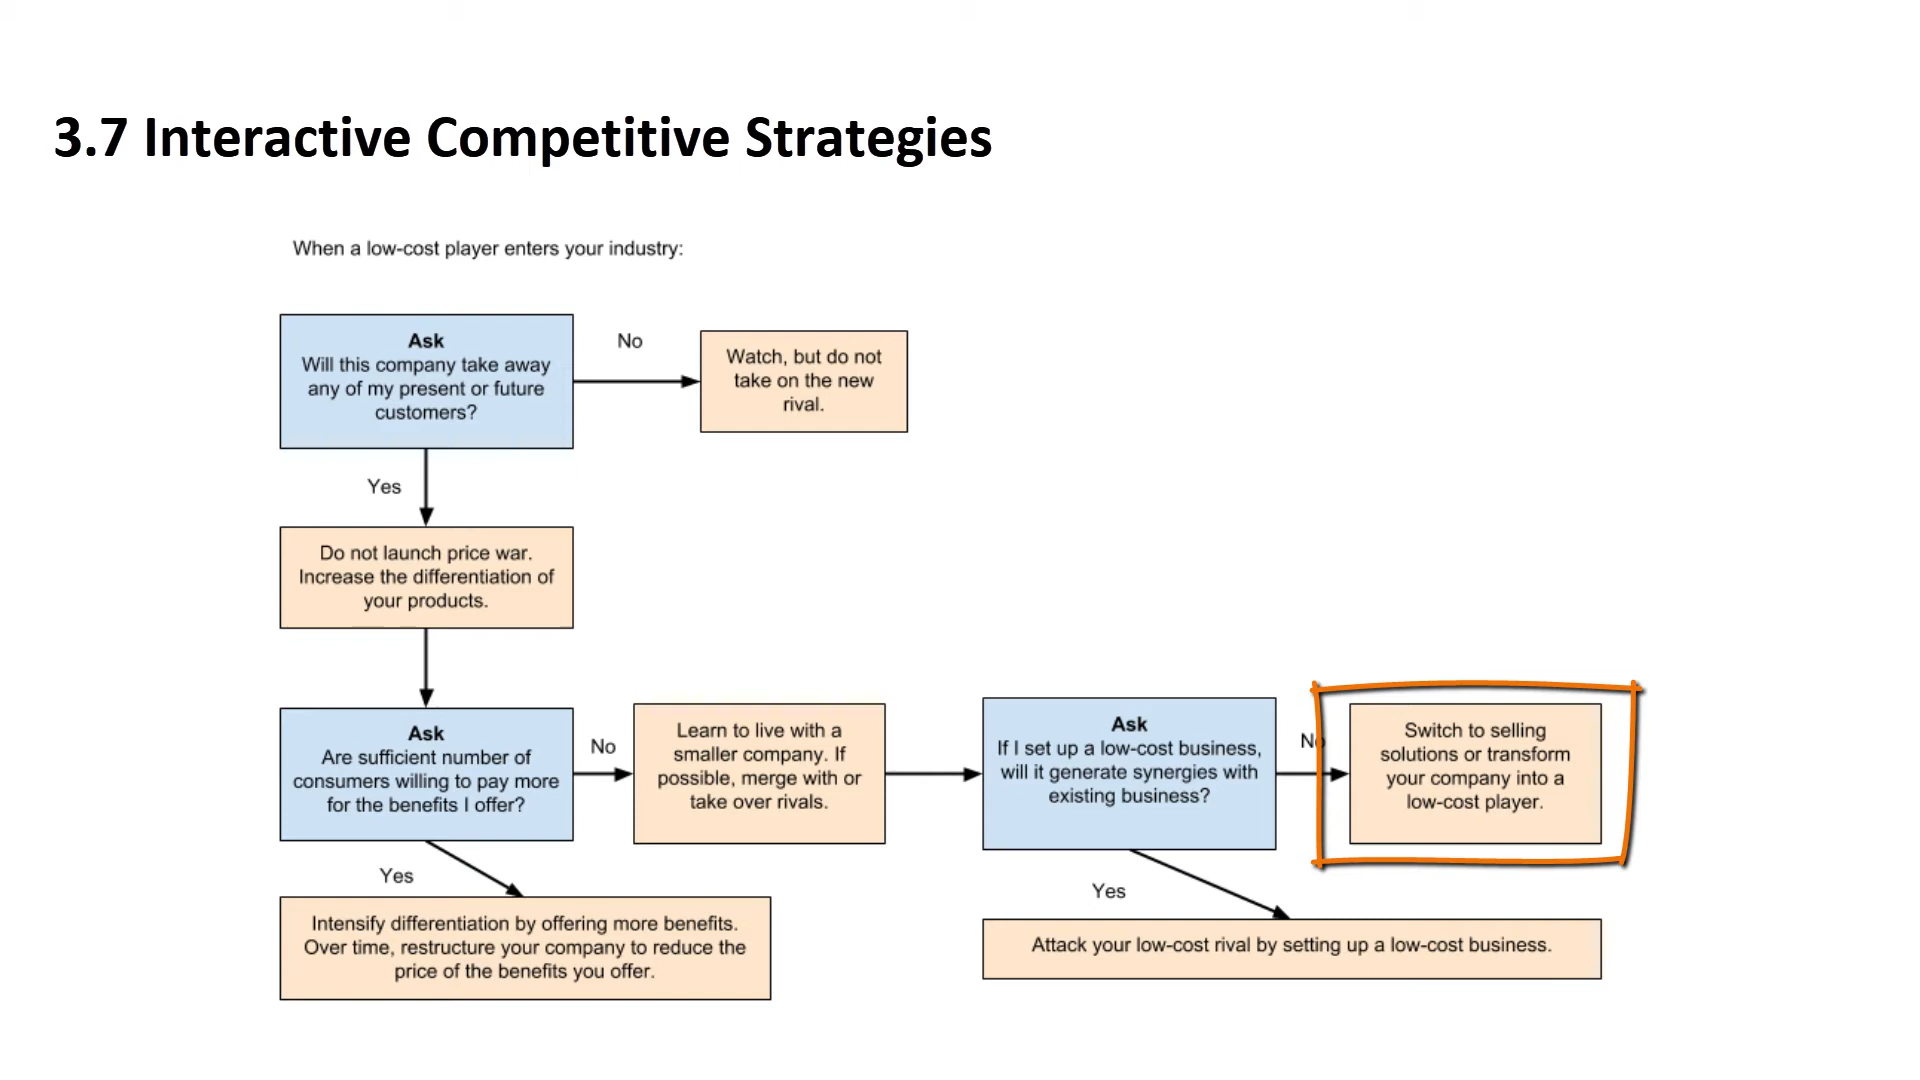 3.7 Interactive Competitive Strategies
When a low-cost player enters your industry:
Ask
Will this company take away
any of my present or future
customers?
No
Watch, but do not
take on the new
rival.
Yes
Do not launch price war.
Increase the differentiation of
your products.
Ask
Are sufficient number of
consumers willing to pay more
for the benefits I offer?
No
Learn to live with a
smaller company. If
possible, merge with or
take over rivals.
Ask
If I set up a low-cost business,
will it generate synergies with
existing business?
No
Switch to selling
solutions or transform
your company into a
low-cost player.
Yes
Intensify differentiation by offering more benefits.
Over time, restructure your company to reduce the
price of the benefits you offer.
Yes
Attack your low-cost rival by setting up a low-cost business.